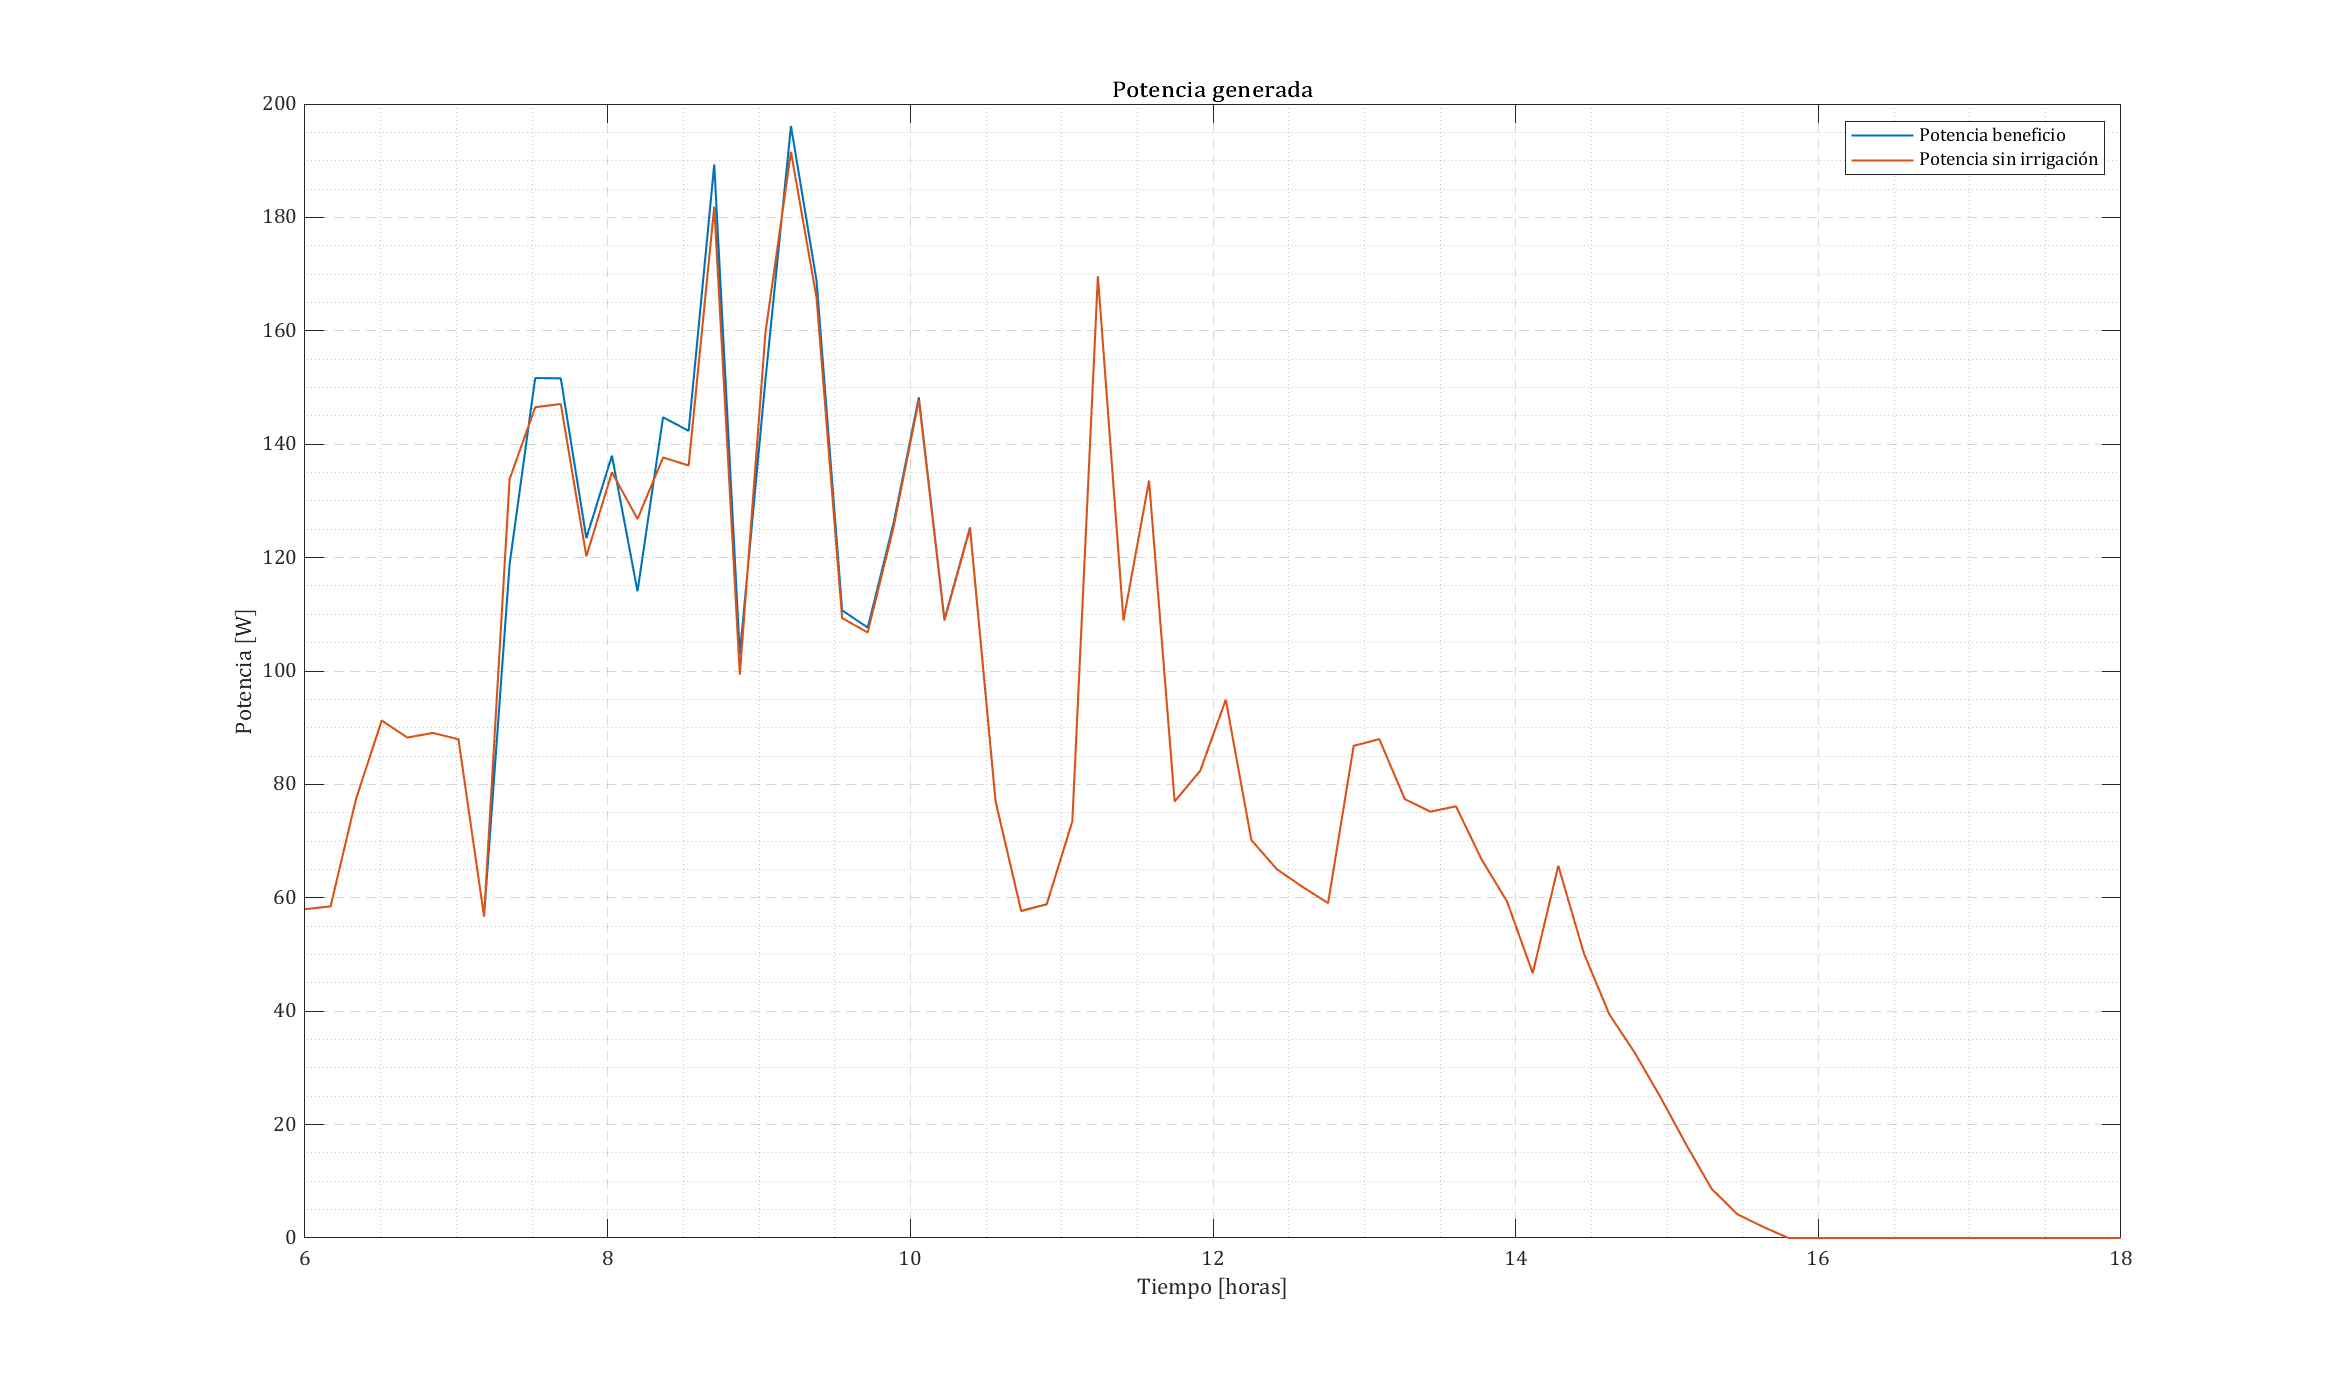 Potencia generada
200
180
160
140
120
100
80
60
40
20
0
Potencia [W]
Potencia beneficio
Potencia sin irrigación
6 8 10 12 14 16 18
Tiempo [horas]